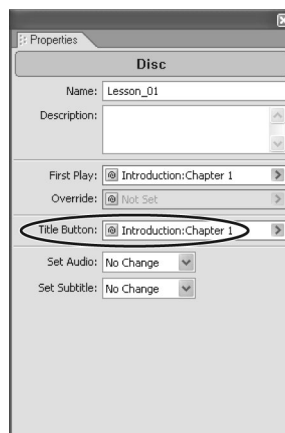 Properties
Disc
Name: Lesson_01
Description:
First Play: Introduction:Chapter 1
Override: Not Set
Title Button: Introduction:Chapter 1
Set Audio: No Change
Set Subtitle: No Change